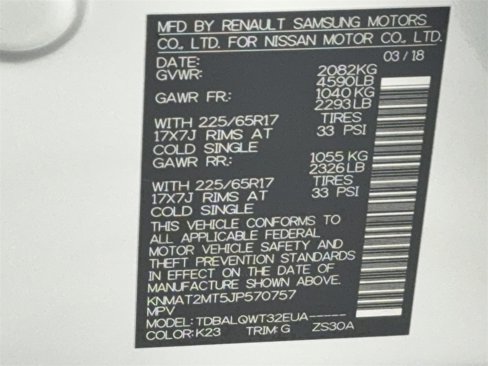 MFD BY RENAULT SAMSUNG MOTORS
CO., LTD. FOR NISSAN MOTOR CO., LTD.
DATE: 03/18
GVWR: 2082KG
4590LB
GAWR FR: 1040KG
2293LB
WITH 225/65R17 TIRES
17X7J RIMS AT 33 PSI
COLD SINGLE
GAWR RR: 1055KG
2326LB
WITH 225/65R17 TIRES
17X7J RIMS AT 33 PSI
COLD SINGLE
THIS VEHICLE CONFORMS TO
ALL APPLICABLE FEDERAL
MOTOR VEHICLE SAFETY AND
THEFT PREVENTION STANDARDS
IN EFFECT ON THE DATE OF
MANUFACTURE SHOWN ABOVE.
KNMAT2MT5JP570757
MPV
MODEL: TDBALQWT32EUA-----
COLOR: K23 TRIM: G ZS30A